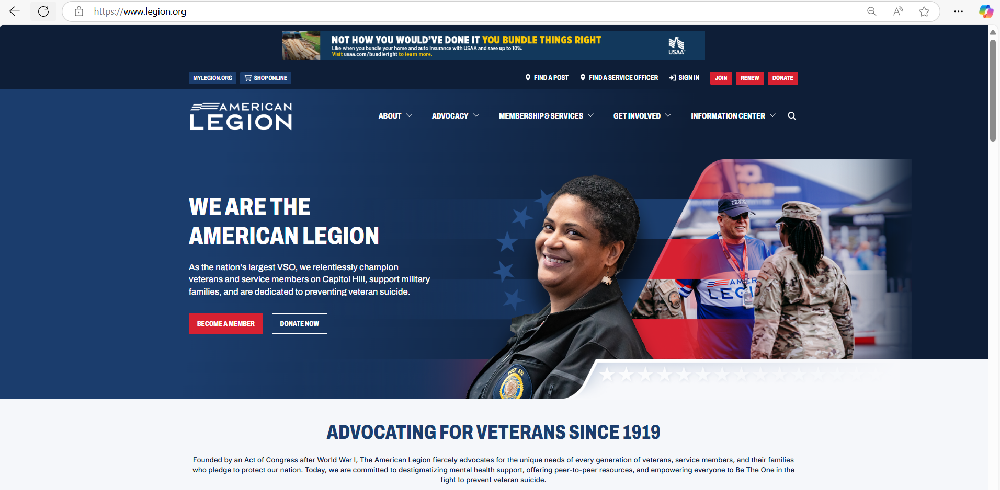 https://www.legion.org
NOT HOW YOU WOULD'VE DONE IT YOU BUNDLE THINGS RIGHT
Like when you bundle your home and auto insurance with USAA and save up to 10%.
Visit usaa.com/bundleright to learn more.
USAA
MYLEGION.ORG
SHOP ONLINE
FIND A POST
FIND A SERVICE OFFICER
SIGN IN
JOIN
RENEW
DONATE
AMERICAN
LEGION
ABOUT
ADVOCACY
MEMBERSHIP & SERVICES
GET INVOLVED
INFORMATION CENTER
WE ARE THE
AMERICAN LEGION
As the nation's largest VSO, we relentlessly champion
veterans and service members on Capitol Hill, support military
families, and are dedicated to preventing veteran suicide.
BECOME A MEMBER
DONATE NOW
POST 682
AMERICAN
ADVOCATING FOR VETERANS SINCE 1919
Founded by an Act of Congress after World War I, The American Legion fiercely advocates for the unique needs of every generation of veterans, service members, and their families
who pledge to protect our nation. Today, we are committed to destigmatizing mental health support, offering peer-to-peer resources, and empowering everyone to Be The One in the
fight to prevent veteran suicide.